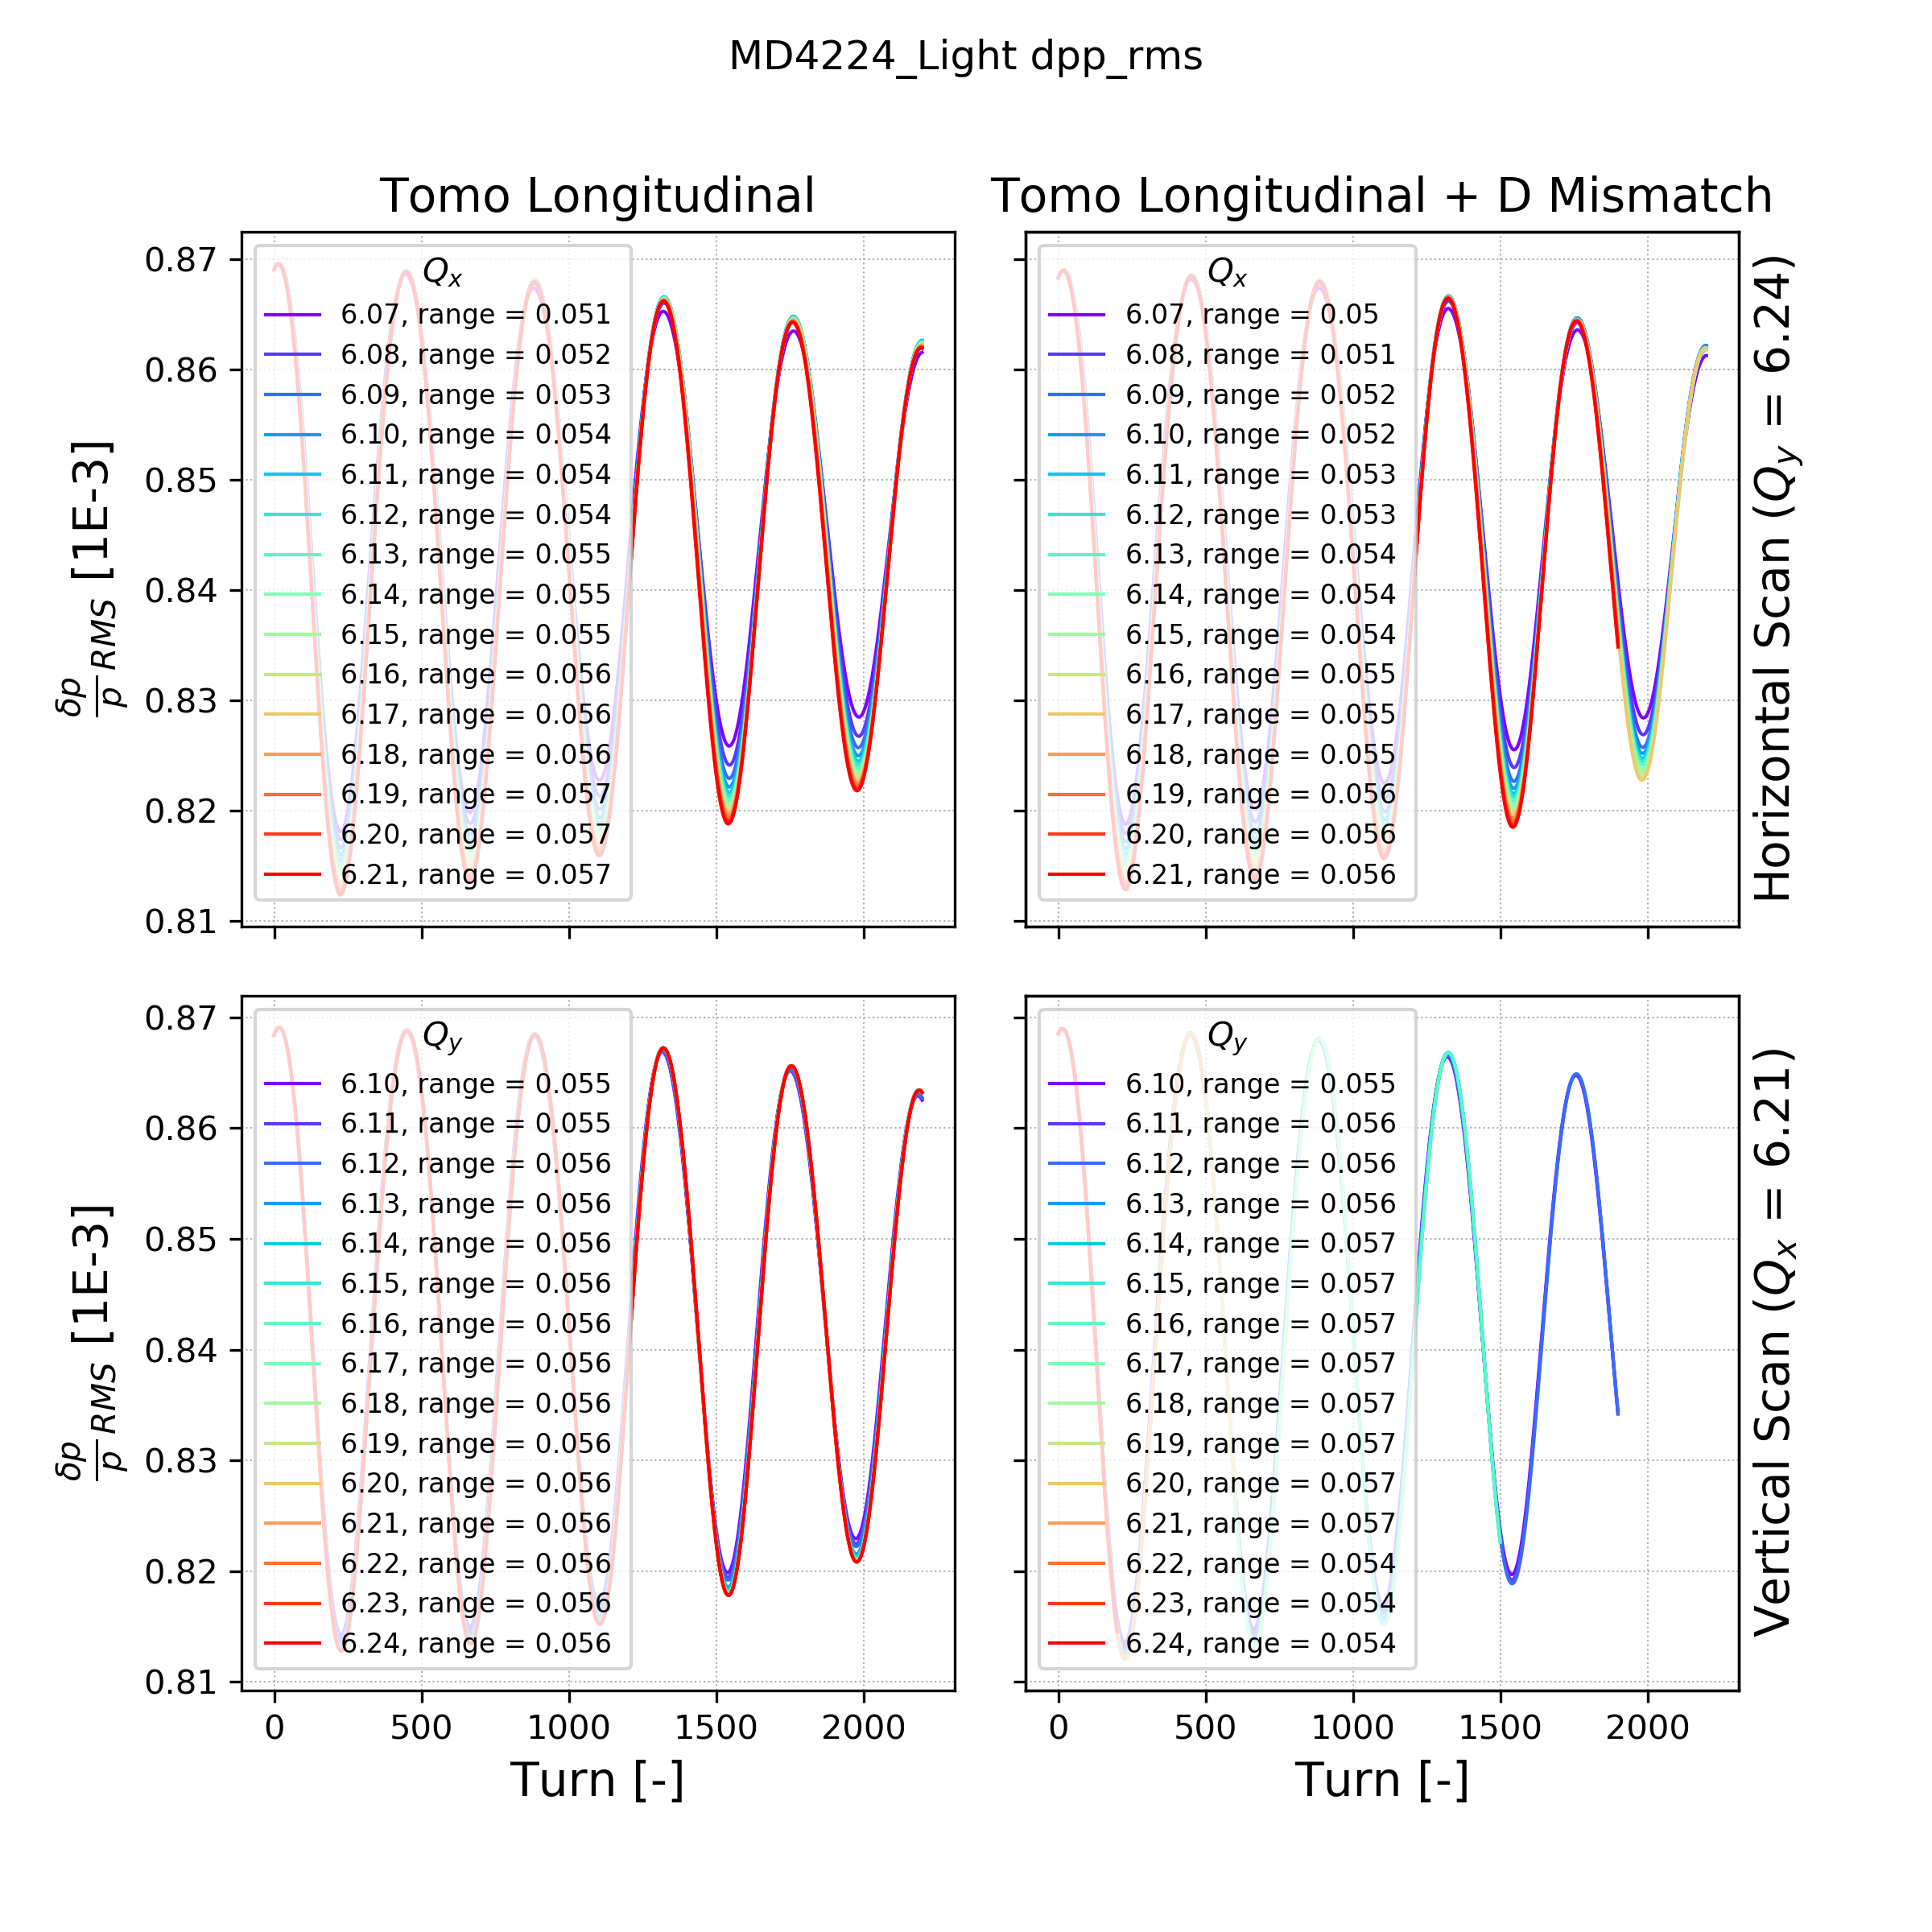 MD4224_Light dpp_rms
Tomo Longitudinal
Tomo Longitudinal + D Mismatch
δp/p RMS [1E-3]
0.87
0.86
0.85
0.84
0.83
0.82
0.81
Qx
6.07, range = 0.051
6.08, range = 0.052
6.09, range = 0.053
6.10, range = 0.054
6.11, range = 0.054
6.12, range = 0.054
6.13, range = 0.055
6.14, range = 0.055
6.15, range = 0.055
6.16, range = 0.056
6.17, range = 0.056
6.18, range = 0.056
6.19, range = 0.057
6.20, range = 0.057
6.21, range = 0.057
Qx
6.07, range = 0.05
6.08, range = 0.051
6.09, range = 0.052
6.10, range = 0.052
6.11, range = 0.053
6.12, range = 0.053
6.13, range = 0.054
6.14, range = 0.054
6.15, range = 0.054
6.16, range = 0.055
6.17, range = 0.055
6.18, range = 0.055
6.19, range = 0.056
6.20, range = 0.056
6.21, range = 0.056
Horizontal Scan (Qy = 6.24)
δp/p RMS [1E-3]
0.87
0.86
0.85
0.84
0.83
0.82
0.81
Qy
6.10, range = 0.055
6.11, range = 0.055
6.12, range = 0.056
6.13, range = 0.056
6.14, range = 0.056
6.15, range = 0.056
6.16, range = 0.056
6.17, range = 0.056
6.18, range = 0.056
6.19, range = 0.056
6.20, range = 0.056
6.21, range = 0.056
6.22, range = 0.056
6.23, range = 0.056
6.24, range = 0.056
Qy
6.10, range = 0.055
6.11, range = 0.056
6.12, range = 0.056
6.13, range = 0.056
6.14, range = 0.057
6.15, range = 0.057
6.16, range = 0.057
6.17, range = 0.057
6.18, range = 0.057
6.19, range = 0.057
6.20, range = 0.057
6.21, range = 0.057
6.22, range = 0.054
6.23, range = 0.054
6.24, range = 0.054
Vertical Scan (Qx = 6.21)
0 500 1000 1500 2000
0 500 1000 1500 2000
Turn [-]
Turn [-]